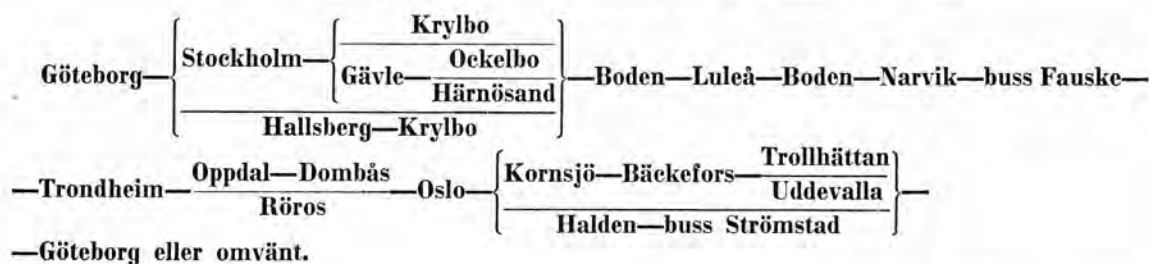 Krylbo
Göteborg—Stockholm—Gävle—Ockelbo
Härnösand
Hallsberg—Krylbo
—Boden—Luleå—Boden—Narvik—buss Fauske—
—Trondheim—Oppdal—Dombås
Röros
—Oslo—Kornsjö—Bäckefors—Trollhättan
Uddevalla
Halden—buss Strömstad
—
—Göteborg eller omvänt.